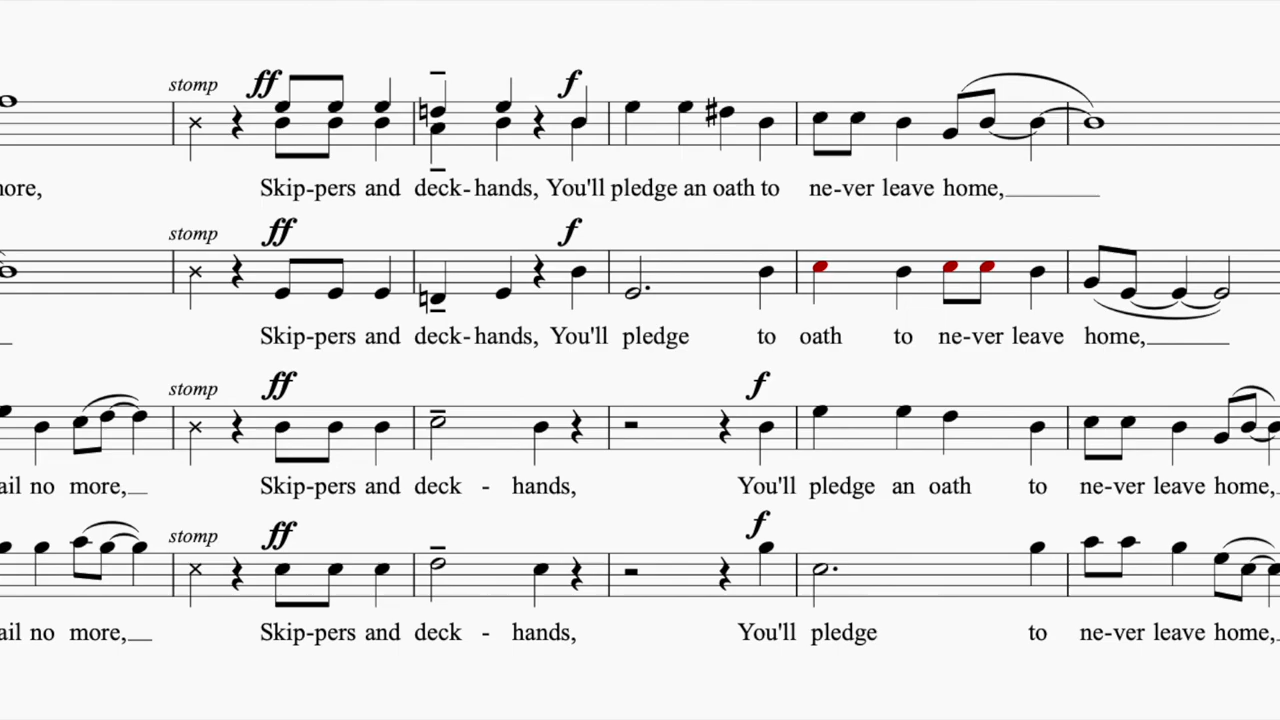 stomp ff f
Skip-pers and deck-hands, You'll pledge an oath to ne-ver leave home,
stomp ff f
Skip-pers and deck-hands, You'll pledge to oath to ne-ver leave home,
stomp ff f
no more, Skip-pers and deck - hands, You'll pledge an oath to ne-ver leave home,
stomp ff f
no more, Skip-pers and deck - hands, You'll pledge to ne-ver leave home,